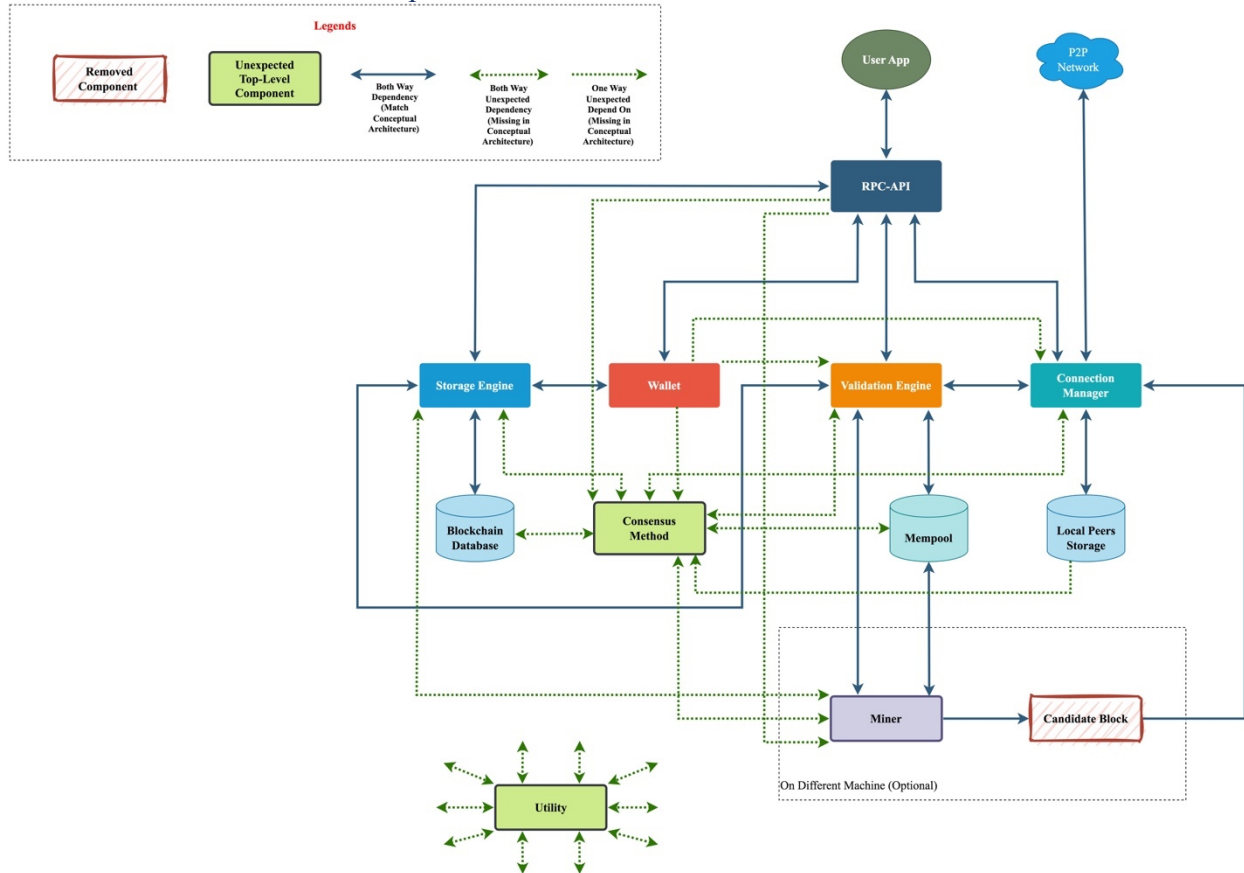 Legends
Removed
Component
Unexpected
Top-Level
Component
Both Way
Dependency
(Match
Conceptual
Architecture)
Both Way
Unexpected
Dependency
(Missing in
Conceptual
Architecture)
One Way
Unexpected
Depend On
(Missing in
Conceptual
Architecture)
User App
P2P
Network
RPC-API
Storage Engine
Wallet
Validation Engine
Connection
Manager
Blockchain
Database
Consensus
Method
Mempool
Local Peers
Storage
Miner
Candidate Block
On Different Machine (Optional)
Utility